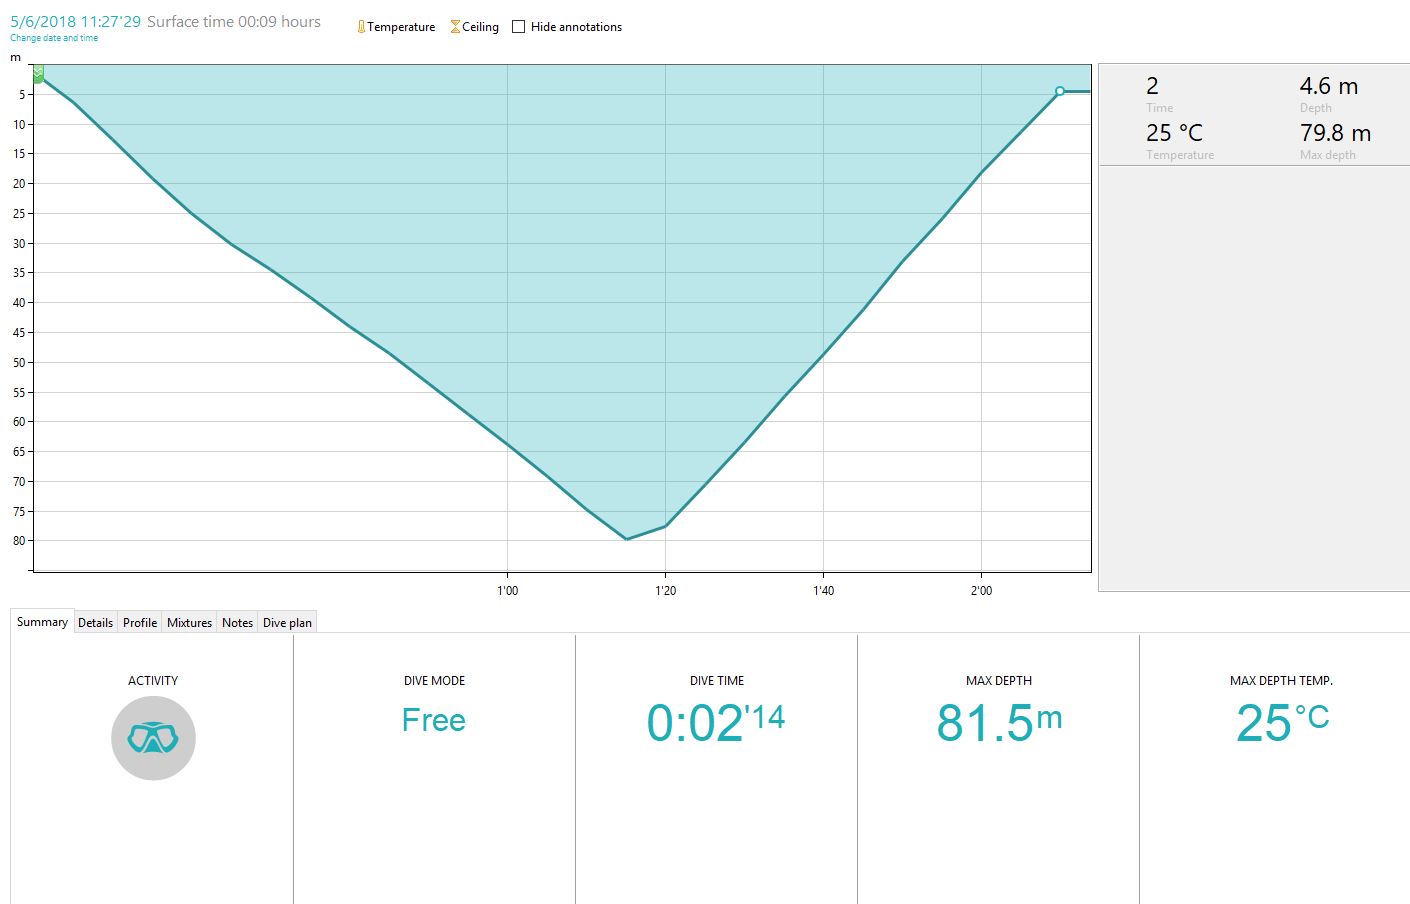 5/6/2018 11:27'29 Surface time 00:09 hours
Change date and time
Temperature Ceiling Hide annotations
m
5
10
15
20
25
30
35
40
45
50
55
60
65
70
75
80
1'00 1'20 1'40 2'00
2 4.6 m
Time Depth
25 °C 79.8 m
Temperature Max depth
Summary Details Profile Mixtures Notes Dive plan
ACTIVITY DIVE MODE DIVE TIME MAX DEPTH MAX DEPTH TEMP.
Free 0:02'14 81.5m 25°C